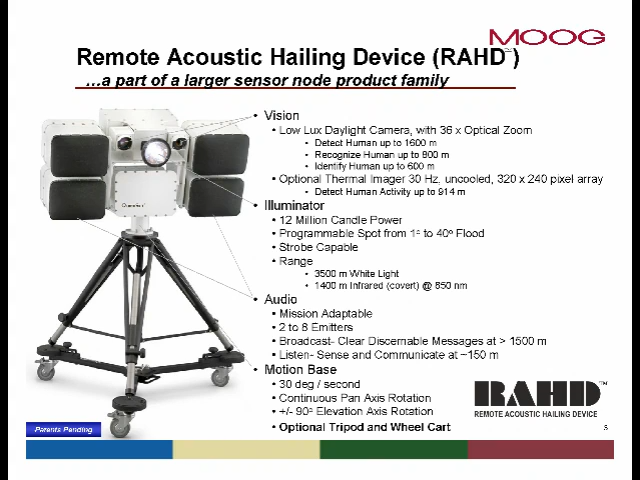 MOOG
Remote Acoustic Hailing Device (RAHD™)
...a part of a larger sensor node product family
• Vision
• Low Lux Daylight Camera, with 36 x Optical Zoom
• Detect Human up to 1600 m
• Recognize Human up to 800 m
• Identify Human up to 600 m
• Optional Thermal Imager 30 Hz, uncooled, 320 x 240 pixel array
• Detect Human Activity up to 914 m
• Illuminator
• 12 Million Candle Power
• Programmable Spot from 1° to 40° Flood
• Strobe Capable
• Range
• 3500 m White Light
• 1400 m Infrared (covert) @ 850 nm
• Audio
• Mission Adaptable
• 2 to 8 Emitters
• Broadcast- Clear Discernable Messages at > 1500 m
• Listen- Sense and Communicate at ~150 m
• Motion Base
• 30 deg / second
• Continuous Pan Axis Rotation
• +/- 90° Elevation Axis Rotation
• Optional Tripod and Wheel Cart
RAHD™
REMOTE ACOUSTIC HAILING DEVICE
Patents Pending